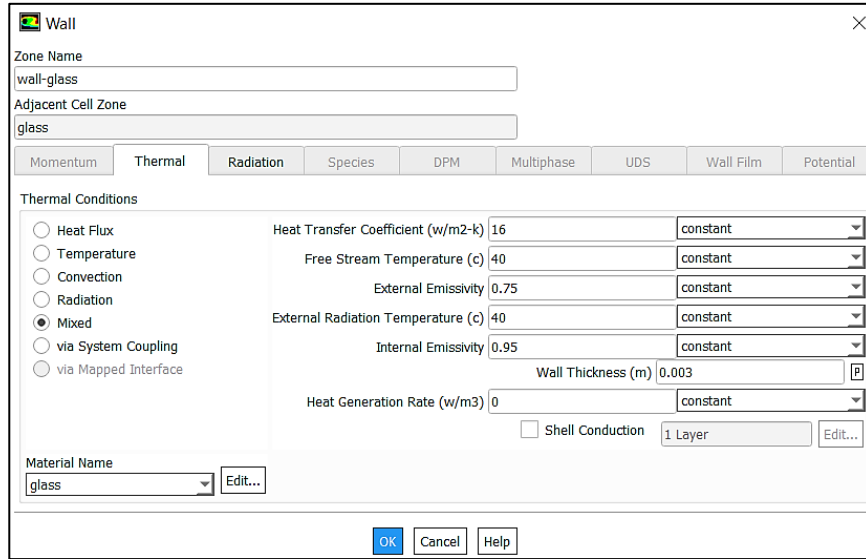 Wall
Zone Name
wall-glass
Adjacent Cell Zone
glass
Momentum Thermal Radiation Species DPM Multiphase UDS Wall Film Potential
Thermal Conditions
Heat Flux
Temperature
Convection
Radiation
Mixed
via System Coupling
via Mapped Interface
Heat Transfer Coefficient (w/m2-k) 16 constant
Free Stream Temperature (c) 40 constant
External Emissivity 0.75 constant
External Radiation Temperature (c) 40 constant
Internal Emissivity 0.95 constant
Wall Thickness (m) 0.003 P
Heat Generation Rate (w/m3) 0 constant
Shell Conduction 1 Layer Edit...
Material Name
glass Edit...
OK Cancel Help